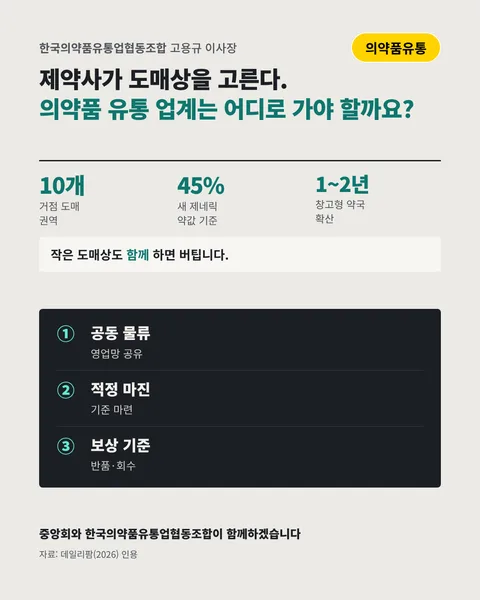 한국의약품유통업협동조합 고용규 이사장
의약품유통
제약사가 도매상을 고른다.
의약품 유통 업계는 어디로 가야 할까요?
10개
거점 도매
권역
45%
새 제네릭
약값 기준
1~2년
창고형 약국
확산
작은 도매상도 함께 하면 버팁니다.
1
공동 물류
영업망 공유
2
적정 마진
기준 마련
3
보상 기준
반품·회수
중앙회와 한국의약품유통업협동조합이 함께하겠습니다
자료: 데일리팜(2026) 인용